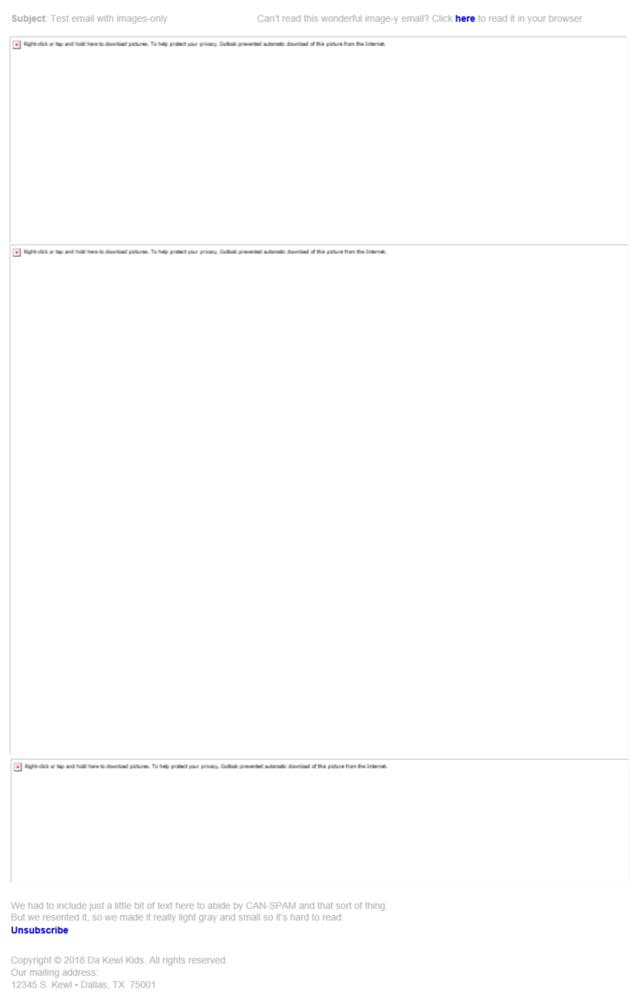 Subject: Test email with images-only
Can't read this wonderful image-y email? Click here to read it in your browser
Right-click or tap and hold here to download pictures. To help protect your privacy, Outlook prevented automatic download of this picture from the Internet.
Right-click or tap and hold here to download pictures. To help protect your privacy, Outlook prevented automatic download of this picture from the Internet.
Right-click or tap and hold here to download pictures. To help protect your privacy, Outlook prevented automatic download of this picture from the Internet.
We had to include just a little bit of text here to abide by CAN-SPAM and that sort of thing.
But we resented it, so we made it really light gray and small so it's hard to read.
Unsubscribe
Copyright © 2018 Da Kewl Kids. All rights reserved.
Our mailing address:
12345 S. Kewl • Dallas, TX 75001